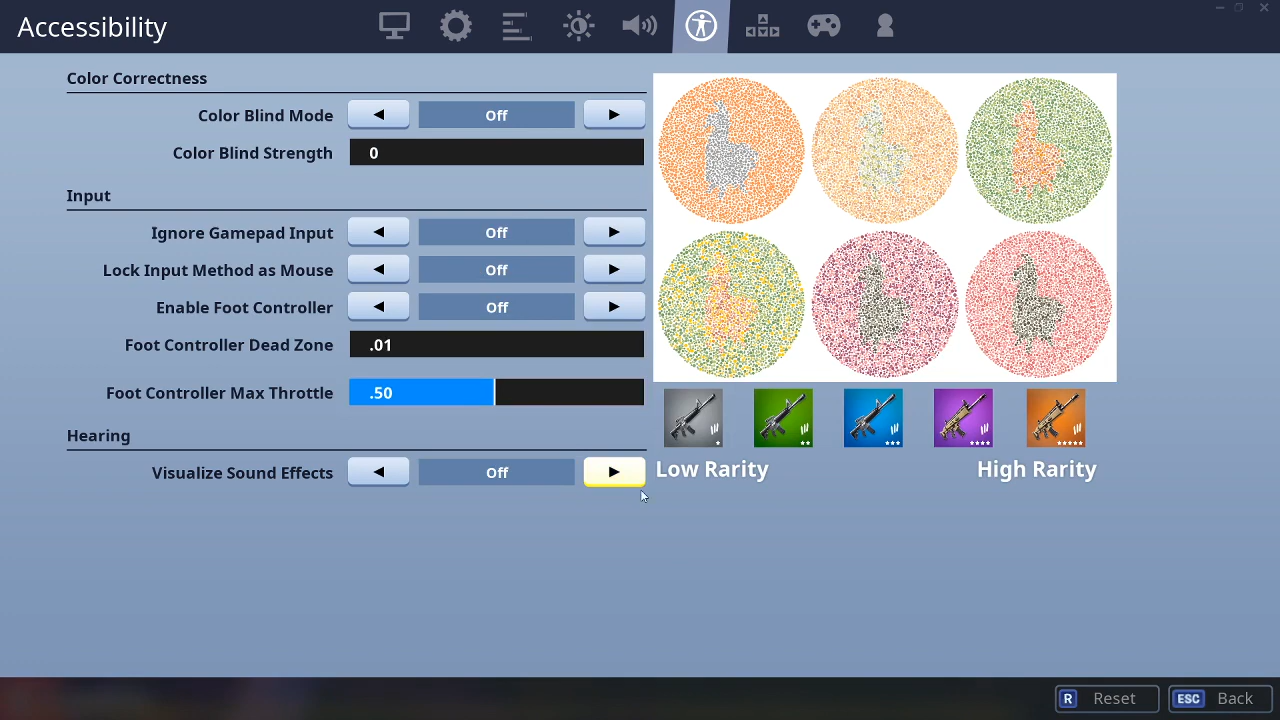 Accessibility
Color Correctness
Color Blind Mode Off
Color Blind Strength 0
Input
Ignore Gamepad Input Off
Lock Input Method as Mouse Off
Enable Foot Controller Off
Foot Controller Dead Zone .01
Foot Controller Max Throttle .50
Hearing
Visualize Sound Effects Off
Low Rarity High Rarity
R Reset ESC Back